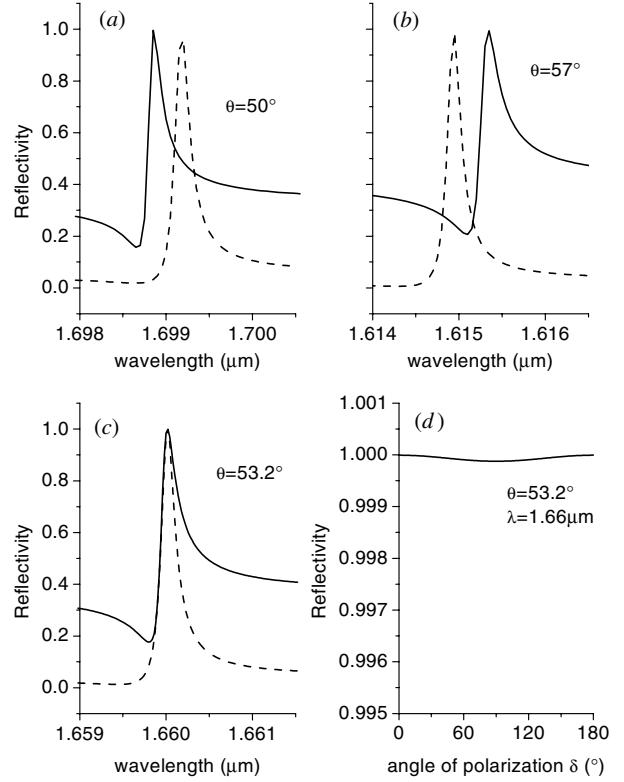 (a)
θ=50°
Reflectivity
1.0
0.8
0.6
0.4
0.2
0.0
1.698 1.699 1.700
wavelength (μm)
(b)
θ=57°
1.614 1.615 1.616
wavelength (μm)
(c)
θ=53.2°
Reflectivity
1.0
0.8
0.6
0.4
0.2
0.0
1.659 1.660 1.661
wavelength (μm)
(d)
θ=53.2°
λ=1.66μm
Reflectivity
1.001
1.000
0.999
0.998
0.997
0.996
0.995
0 60 120 180
angle of polarization δ (°)